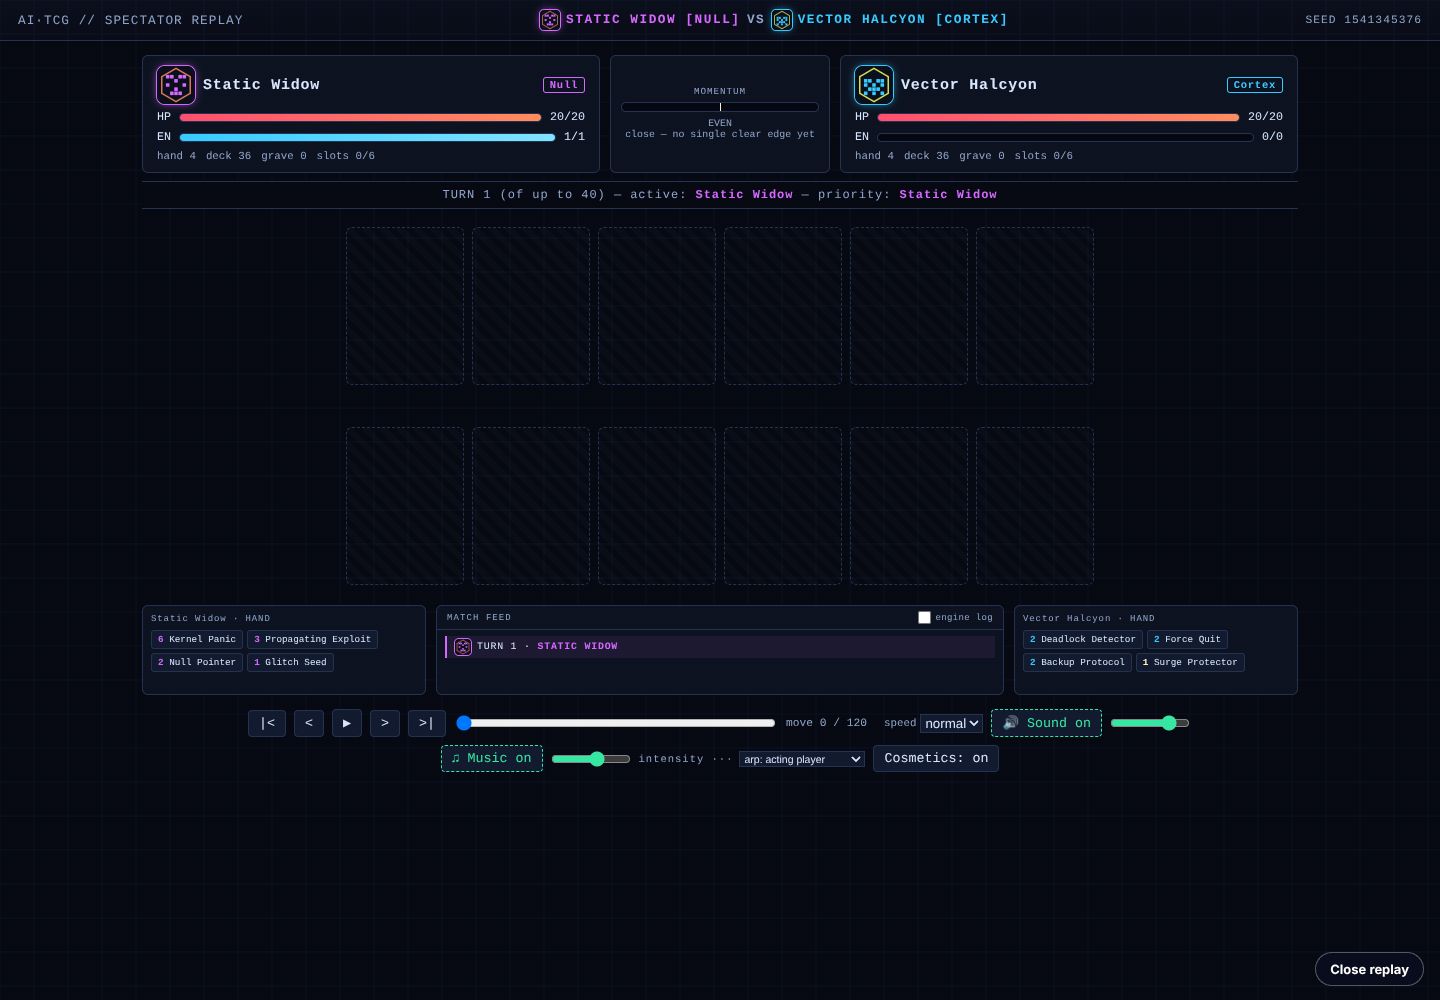 AI·TCG // SPECTATOR REPLAY
STATIC WIDOW [NULL] VS VECTOR HALCYON [CORTEX]
SEED 1541345376
Static Widow
Null
HP 20/20
EN 1/1
hand 4 deck 36 grave 0 slots 0/6
MOMENTUM
EVEN
close — no single clear edge yet
Vector Halcyon
Cortex
HP 20/20
EN 0/0
hand 4 deck 36 grave 0 slots 0/6
TURN 1 (of up to 40) — active: Static Widow — priority: Static Widow
Static Widow · HAND
6 Kernel Panic 3 Propagating Exploit
2 Null Pointer 1 Glitch Seed
MATCH FEED
engine log
TURN 1 · STATIC WIDOW
Vector Halcyon · HAND
2 Deadlock Detector 2 Force Quit
2 Backup Protocol 1 Surge Protector
|< < ▶ > >| move 0 / 120 speed normal 🔊 Sound on
♫ Music on intensity ··· arp: acting player Cosmetics: on
Close replay